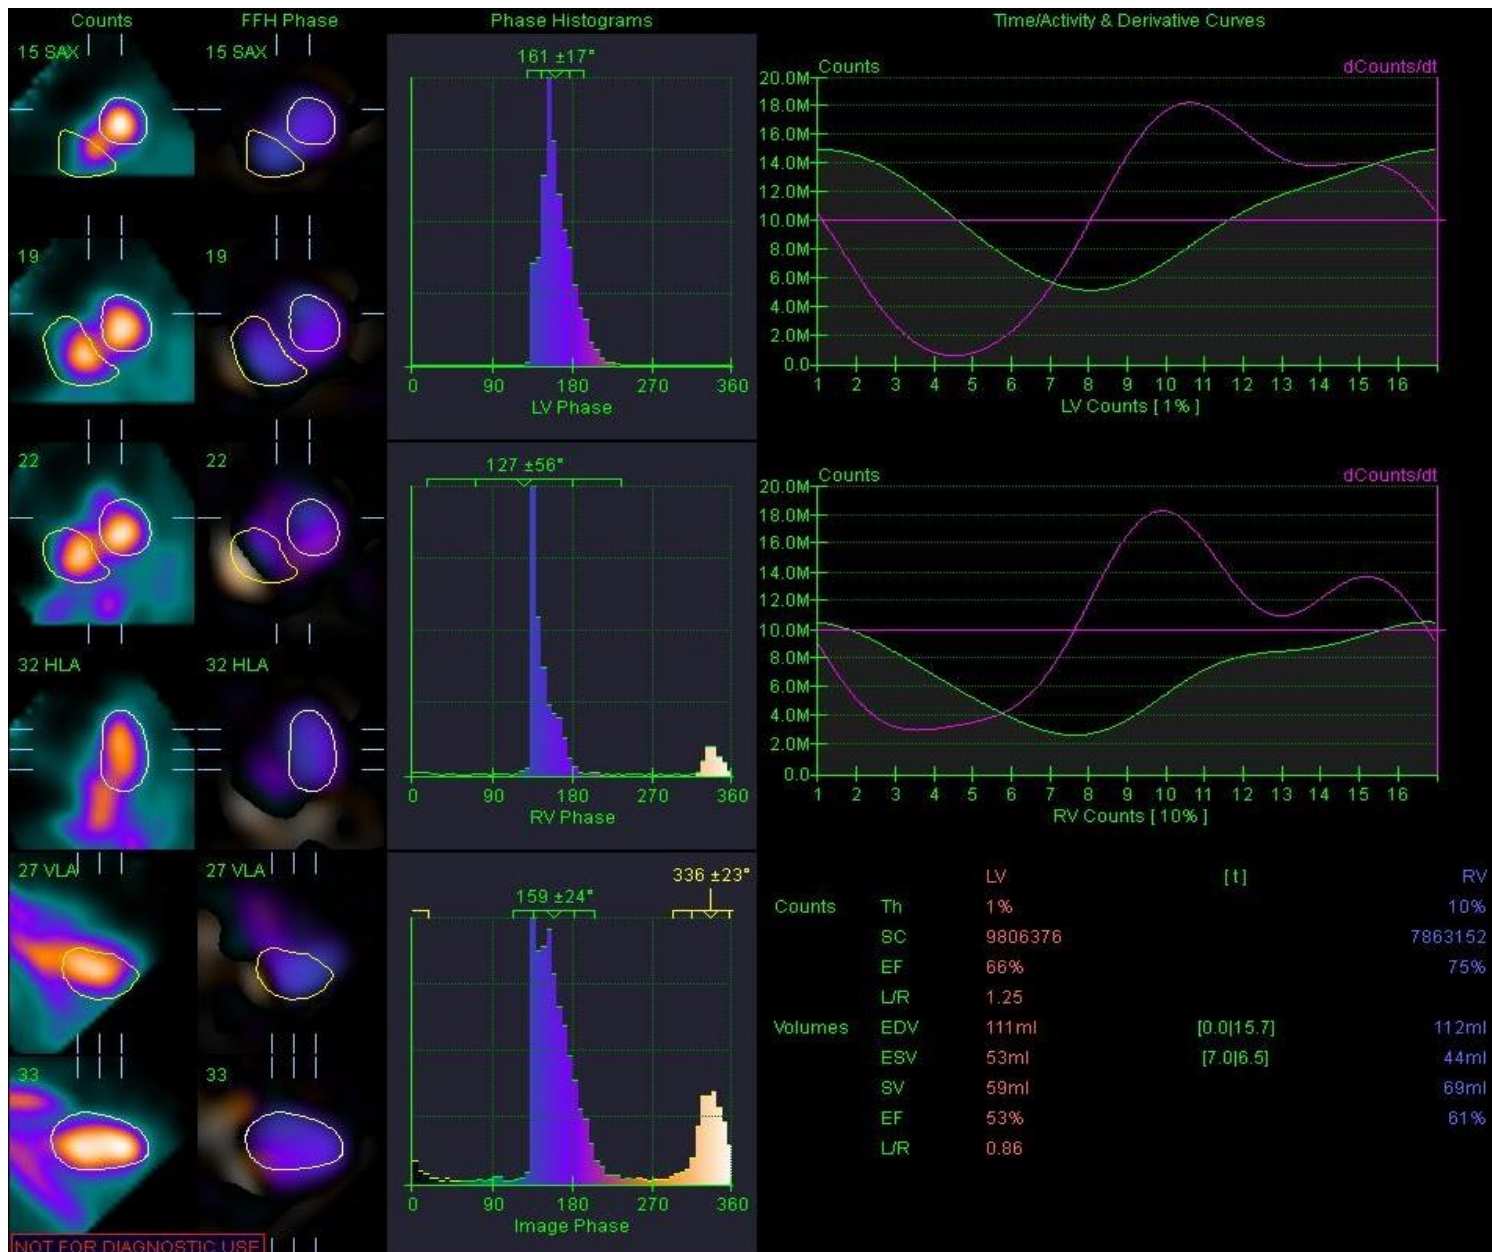 Counts FFH Phase Phase Histograms Time/Activity & Derivative Curves
15 SAX 15 SAX
161 ±17°
Counts dCounts/dt
20.0M
18.0M
16.0M
14.0M
12.0M
10.0M
8.0M
6.0M
4.0M
2.0M
0.0
1 2 3 4 5 6 7 8 9 10 11 12 13 14 15 16
LV Counts [ 1% ]
19 19
0 90 180 270 360
LV Phase
22 22
127 ±56°
Counts dCounts/dt
20.0M
18.0M
16.0M
14.0M
12.0M
10.0M
8.0M
6.0M
4.0M
2.0M
0.0
1 2 3 4 5 6 7 8 9 10 11 12 13 14 15 16
RV Counts [ 10% ]
32 HLA 32 HLA
0 90 180 270 360
RV Phase
27 VLA 27 VLA
159 ±24° 336 ±23°
33 33
0 90 180 270 360
Image Phase
LV [ t ] RV
Counts Th 1% 10%
SC 9806376 7863152
EF 66% 75%
L/R 1.25
Volumes EDV 111ml [0.0|15.7] 112ml
ESV 53ml [7.0|6.5] 44ml
SV 59ml 69ml
EF 53% 61%
L/R 0.86
NOT FOR DIAGNOSTIC USE